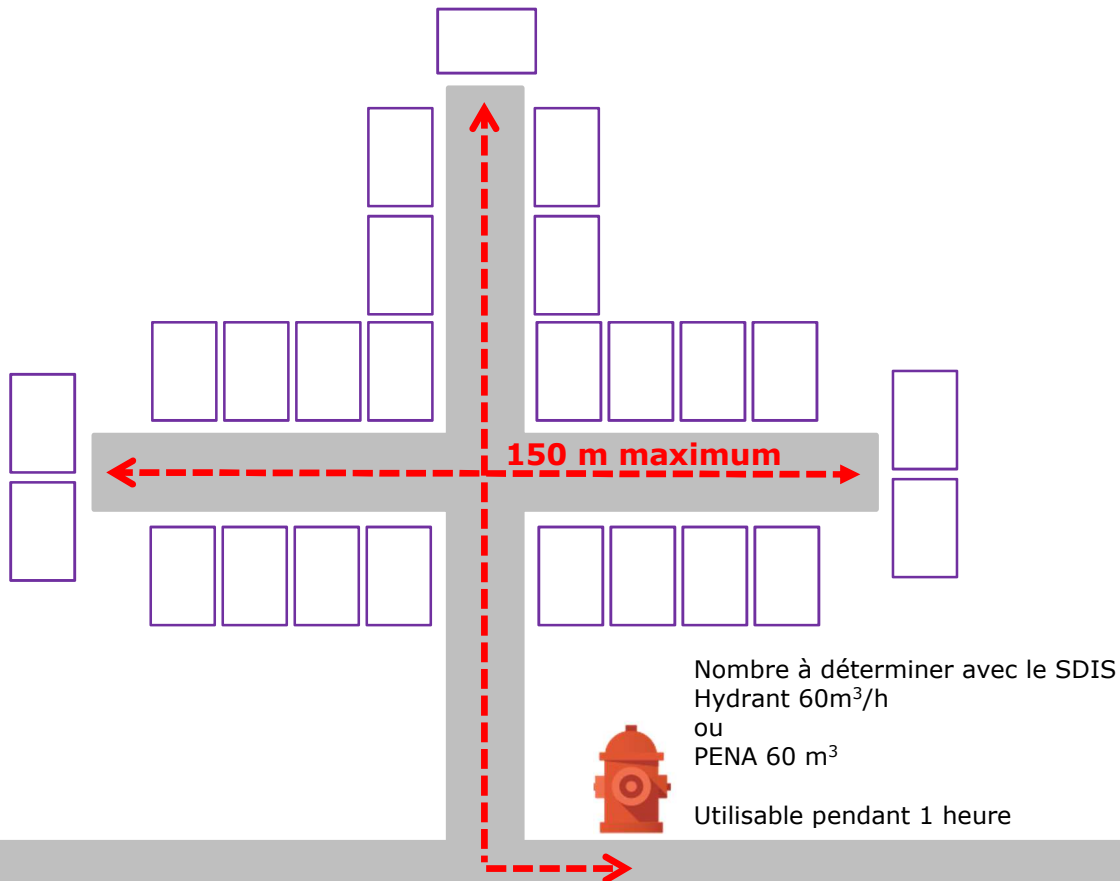 150 m maximum
Nombre à déterminer avec le SDIS
Hydrant 60m³/h
ou
PENA 60 m³
Utilisable pendant 1 heure